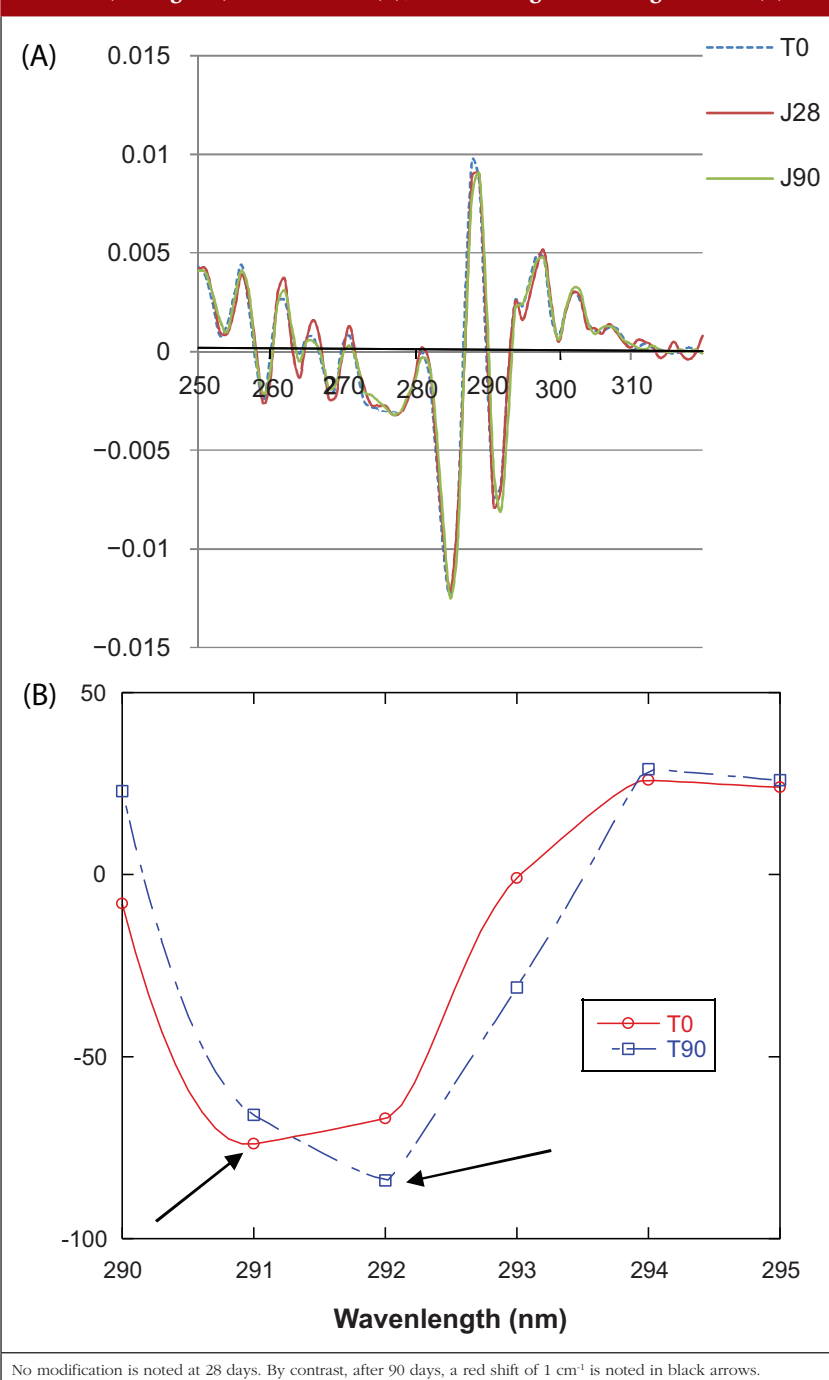 (A)
0.015
0.01
0.005
0
−0.005
−0.01
−0.015
250 260 270 280 290 300 310
T0
J28
J90
(B)
50
0
-50
-100
290 291 292 293 294 295
T0
T90
Wavenlength (nm)
No modification is noted at 28 days. By contrast, after 90 days, a red shift of 1 cm⁻¹ is noted in black arrows.